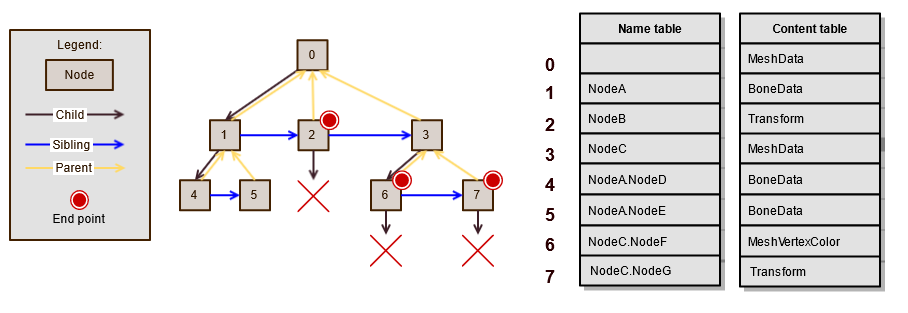 Legend:
Node
Child
Sibling
Parent
End point
0
1
2
3
4
5
6
7
Name table
Content table
0
MeshData
1
NodeA
BoneData
2
NodeB
Transform
3
NodeC
MeshData
4
NodeA.NodeD
BoneData
5
NodeA.NodeE
BoneData
6
NodeC.NodeF
MeshVertexColor
7
NodeC.NodeG
Transform